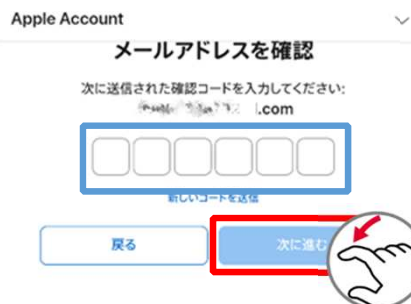 Apple Account
メールアドレスを確認
次に送信された確認コードを入力してください:
.com
新しいコードを送信
戻る
次に進む